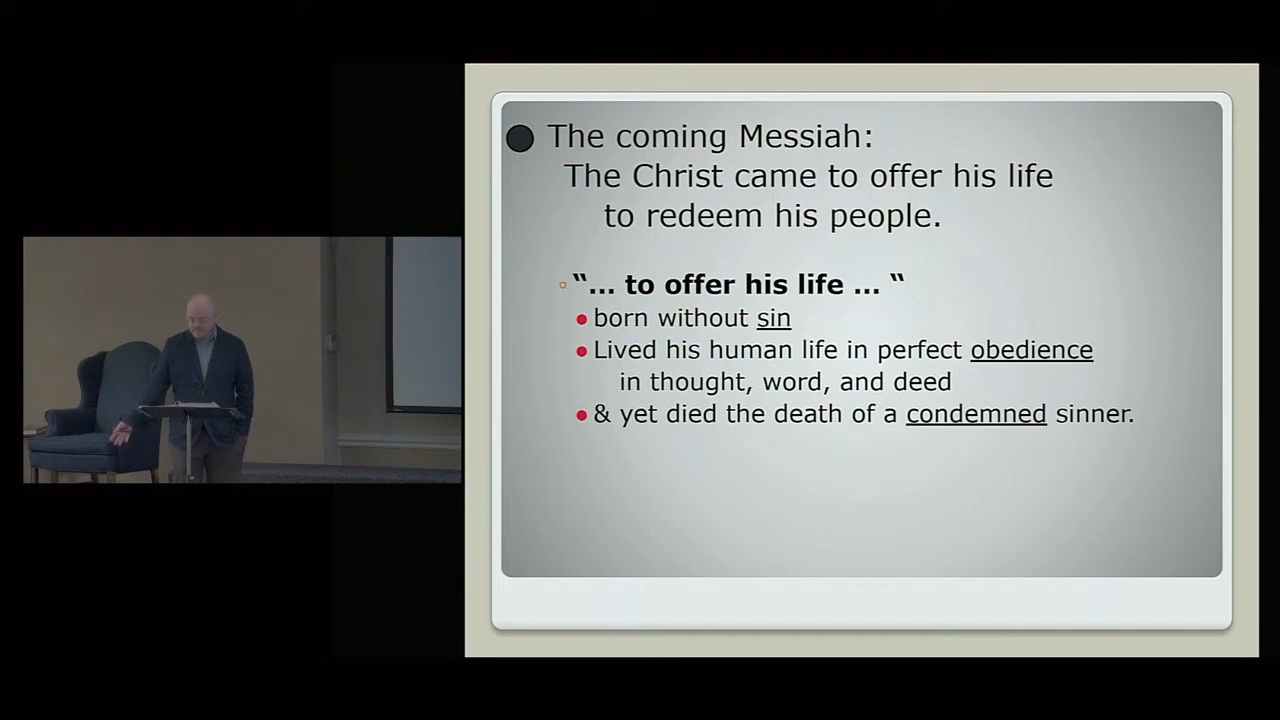 The coming Messiah:
The Christ came to offer his life
to redeem his people.
“... to offer his life ... “
born without sin
Lived his human life in perfect obedience
in thought, word, and deed
& yet died the death of a condemned sinner.